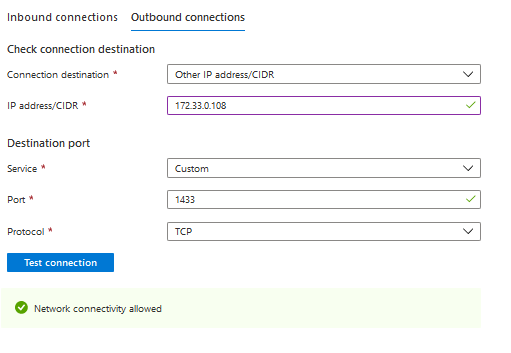 Inbound connections Outbound connections
Check connection destination
Connection destination * Other IP address/CIDR
IP address/CIDR * 172.33.0.108
Destination port
Service * Custom
Port * 1433
Protocol * TCP
Test connection
Network connectivity allowed